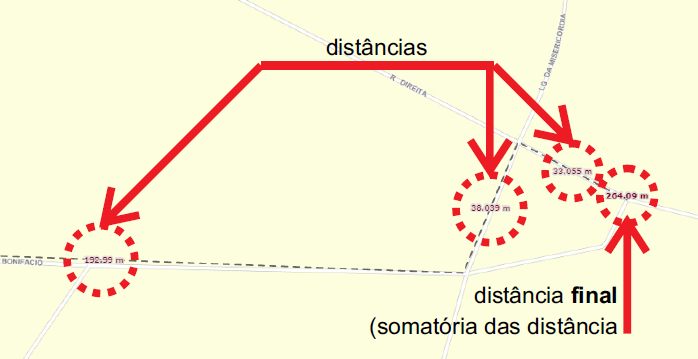 distâncias
LG. DA MISERICORDIA
R. DIREITA
33.055 m
264.09 m
38.039 m
192.99 m
BONIFACIO
distância final
(somatória das distância